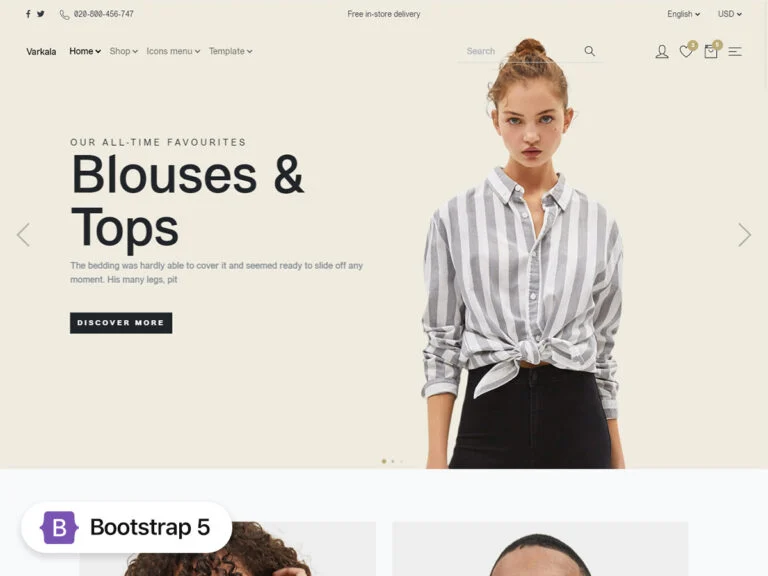 020-800-456-747
Free in-store delivery
English
USD
Varkala
Home
Shop
Icons menu
Template
Search
3
5
OUR ALL-TIME FAVOURITES
Blouses &
Tops
The bedding was hardly able to cover it and seemed ready to slide off any
moment. His many legs, pit
DISCOVER MORE
B
Bootstrap 5